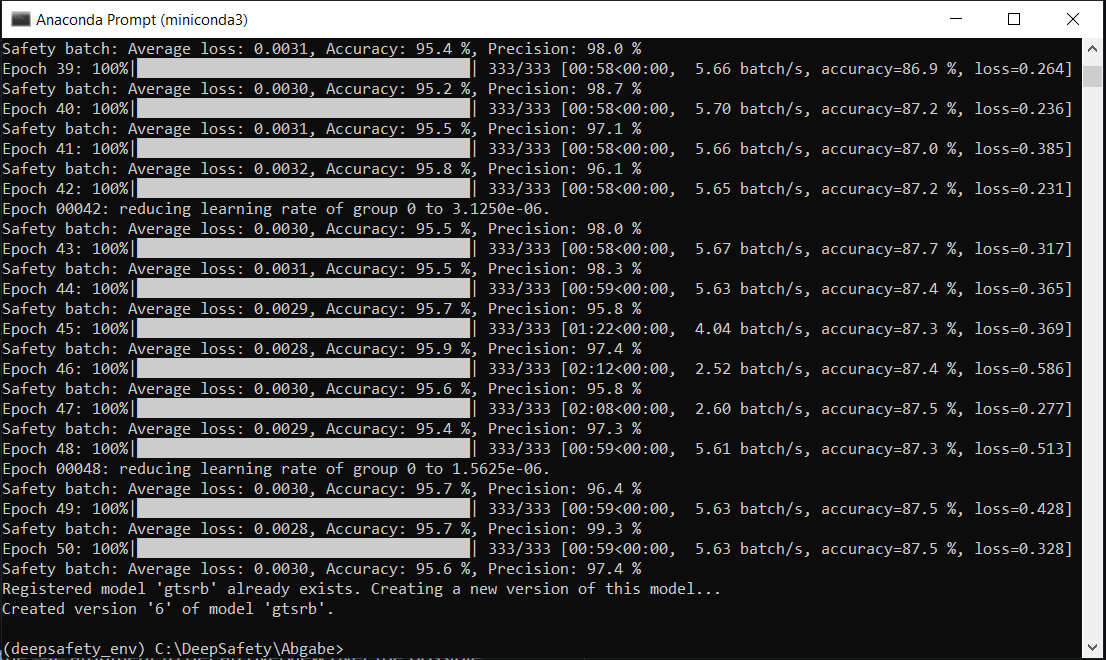 Anaconda Prompt (miniconda3)
Safety batch: Average loss: 0.0031, Accuracy: 95.4 %, Precision: 98.0 %
Epoch 39: 100%|| 333/333 [00:58<00:00,  5.66 batch/s, accuracy=86.9 %, loss=0.264]
Safety batch: Average loss: 0.0030, Accuracy: 95.2 %, Precision: 98.7 %
Epoch 40: 100%|| 333/333 [00:58<00:00,  5.70 batch/s, accuracy=87.2 %, loss=0.236]
Safety batch: Average loss: 0.0031, Accuracy: 95.5 %, Precision: 97.1 %
Epoch 41: 100%|| 333/333 [00:58<00:00,  5.66 batch/s, accuracy=87.0 %, loss=0.385]
Safety batch: Average loss: 0.0032, Accuracy: 95.8 %, Precision: 96.1 %
Epoch 42: 100%|| 333/333 [00:58<00:00,  5.65 batch/s, accuracy=87.2 %, loss=0.231]
Epoch 00042: reducing learning rate of group 0 to 3.1250e-06.
Safety batch: Average loss: 0.0030, Accuracy: 95.5 %, Precision: 98.0 %
Epoch 43: 100%|| 333/333 [00:58<00:00,  5.67 batch/s, accuracy=87.7 %, loss=0.317]
Safety batch: Average loss: 0.0031, Accuracy: 95.5 %, Precision: 98.3 %
Epoch 44: 100%|| 333/333 [00:59<00:00,  5.63 batch/s, accuracy=87.4 %, loss=0.365]
Safety batch: Average loss: 0.0029, Accuracy: 95.7 %, Precision: 95.8 %
Epoch 45: 100%|| 333/333 [01:22<00:00,  4.04 batch/s, accuracy=87.3 %, loss=0.369]
Safety batch: Average loss: 0.0028, Accuracy: 95.9 %, Precision: 97.4 %
Epoch 46: 100%|| 333/333 [02:12<00:00,  2.52 batch/s, accuracy=87.4 %, loss=0.586]
Safety batch: Average loss: 0.0030, Accuracy: 95.6 %, Precision: 95.8 %
Epoch 47: 100%|| 333/333 [02:08<00:00,  2.60 batch/s, accuracy=87.5 %, loss=0.277]
Safety batch: Average loss: 0.0029, Accuracy: 95.4 %, Precision: 97.3 %
Epoch 48: 100%|| 333/333 [00:59<00:00,  5.61 batch/s, accuracy=87.3 %, loss=0.513]
Epoch 00048: reducing learning rate of group 0 to 1.5625e-06.
Safety batch: Average loss: 0.0030, Accuracy: 95.7 %, Precision: 96.4 %
Epoch 49: 100%|| 333/333 [00:59<00:00,  5.63 batch/s, accuracy=87.5 %, loss=0.428]
Safety batch: Average loss: 0.0028, Accuracy: 95.7 %, Precision: 99.3 %
Epoch 50: 100%|| 333/333 [00:59<00:00,  5.63 batch/s, accuracy=87.5 %, loss=0.328]
Safety batch: Average loss: 0.0030, Accuracy: 95.6 %, Precision: 97.4 %
Registered model 'gtsrb' already exists. Creating a new version of this model...
Created version '6' of model 'gtsrb'.
(deepsafety_env) C:\DeepSafety\Abgabe>